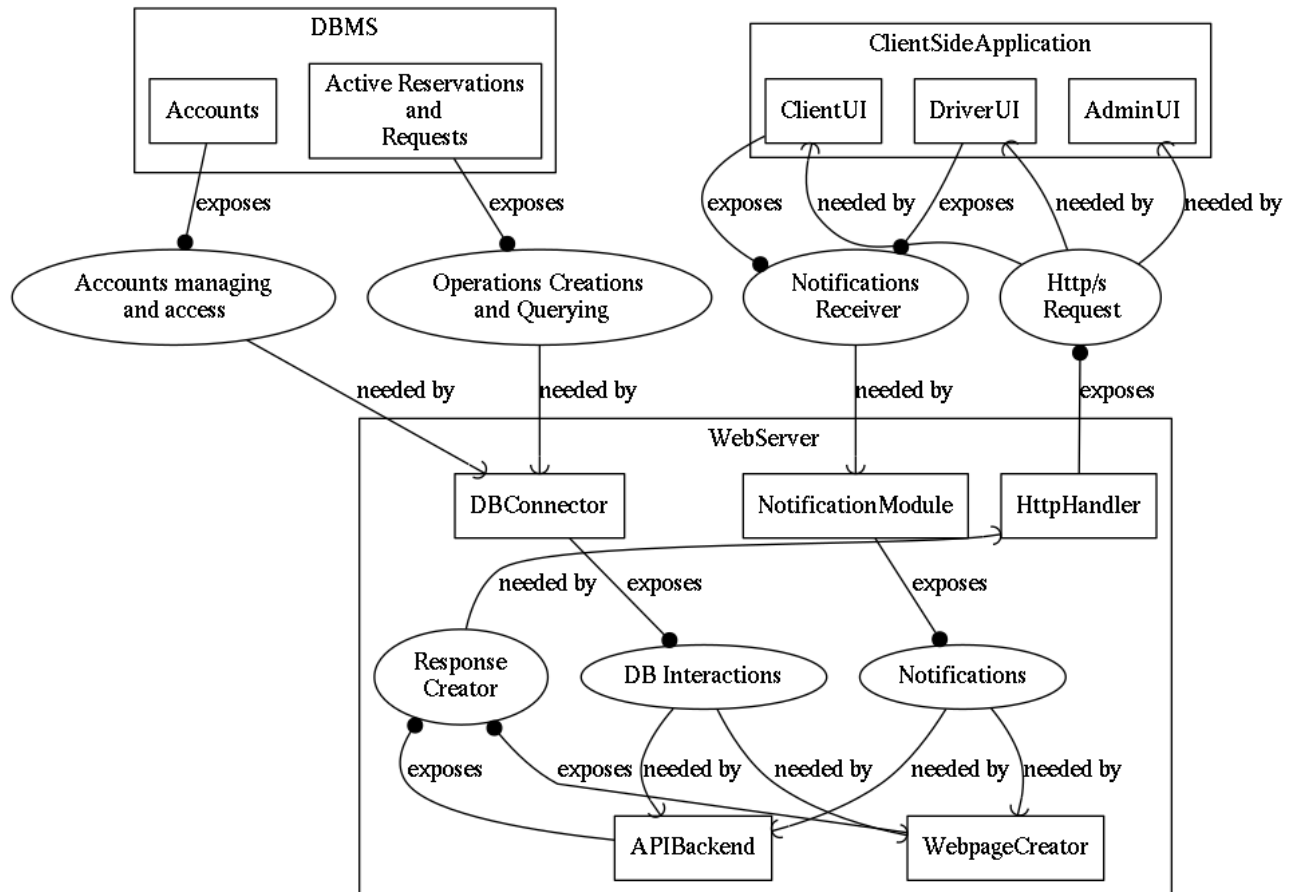 DBMS
ClientSideApplication
Accounts
Active Reservations
and
Requests
ClientUI
DriverUI
AdminUI
exposes
exposes
exposes
needed by
exposes
needed by
needed by
Accounts managing
and access
Operations Creations
and Querying
Notifications
Receiver
Http/s
Request
needed by
needed by
needed by
exposes
WebServer
DBConnector
NotificationModule
HttpHandler
needed by
exposes
exposes
Response
Creator
DB Interactions
Notifications
exposes
exposes
needed by
needed by
needed by
needed by
APIBackend
WebpageCreator